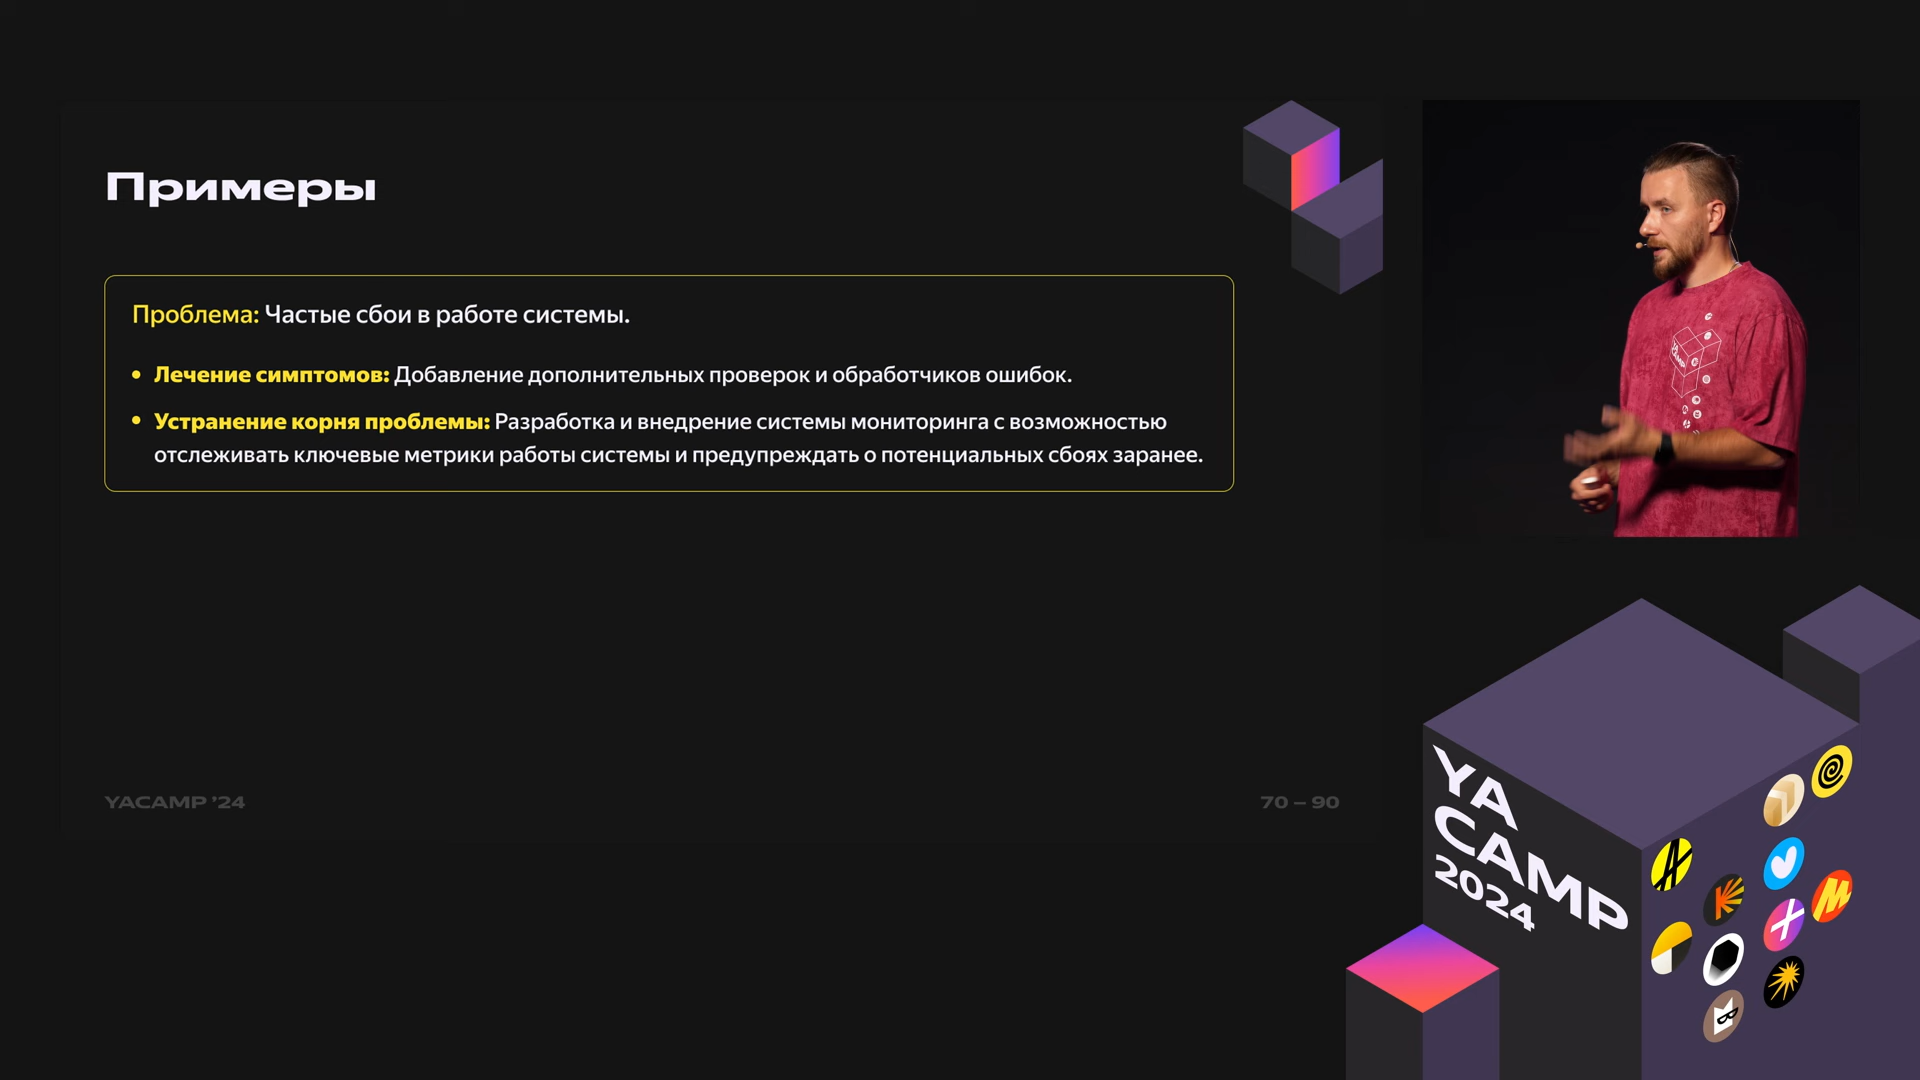 Примеры
Проблема: Частые сбои в работе системы.
• Лечение симптомов: Добавление дополнительных проверок и обработчиков ошибок.
• Устранение корня проблемы: Разработка и внедрение системы мониторинга с возможностью
отслеживать ключевые метрики работы системы и предупреждать о потенциальных сбоях заранее.
YACAMP ’24
70 – 90
YA
CAMP
2024